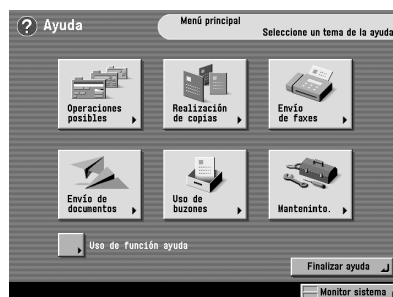 ? Ayuda
Menú principal
Seleccione un tema de la ayuda
Operaciones
posibles
Realización
de copias
Envío
de faxes
Envío de
documentos
Uso de
buzones
Manteninto.
Uso de función ayuda
Finalizar ayuda
Monitor sistema